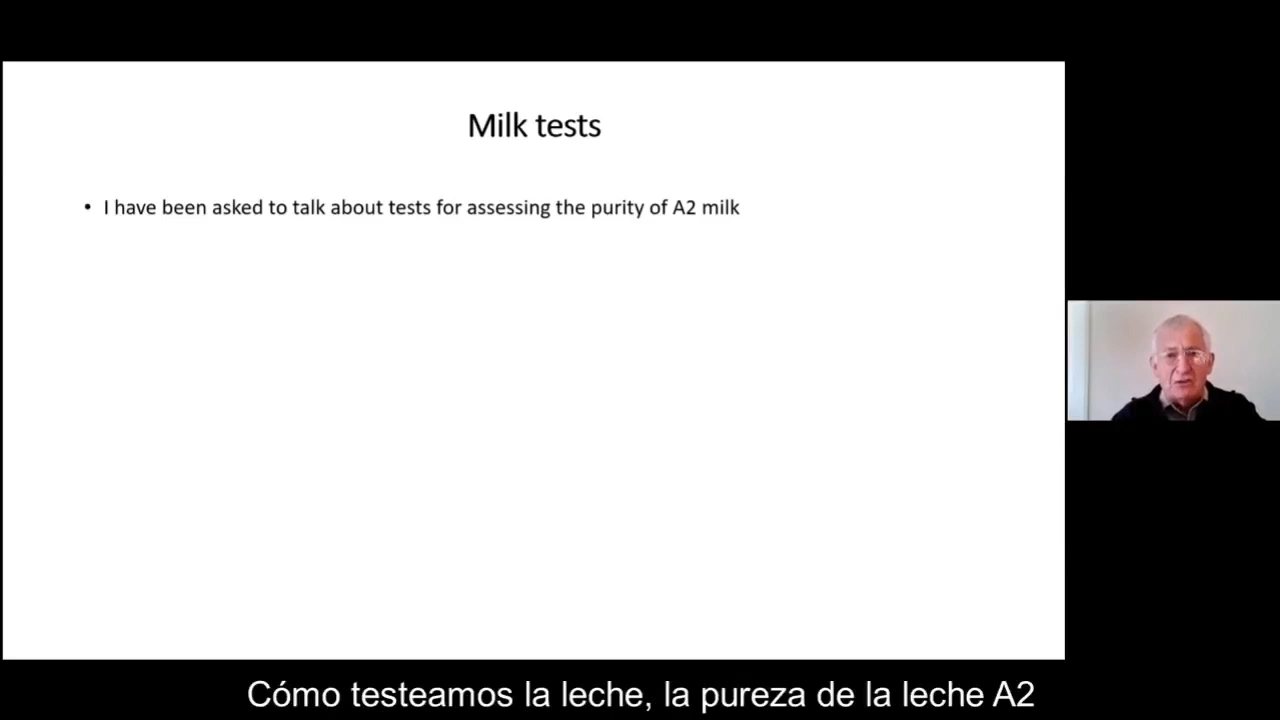 Milk tests
• I have been asked to talk about tests for assessing the purity of A2 milk
Cómo testeamos la leche, la pureza de la leche A2